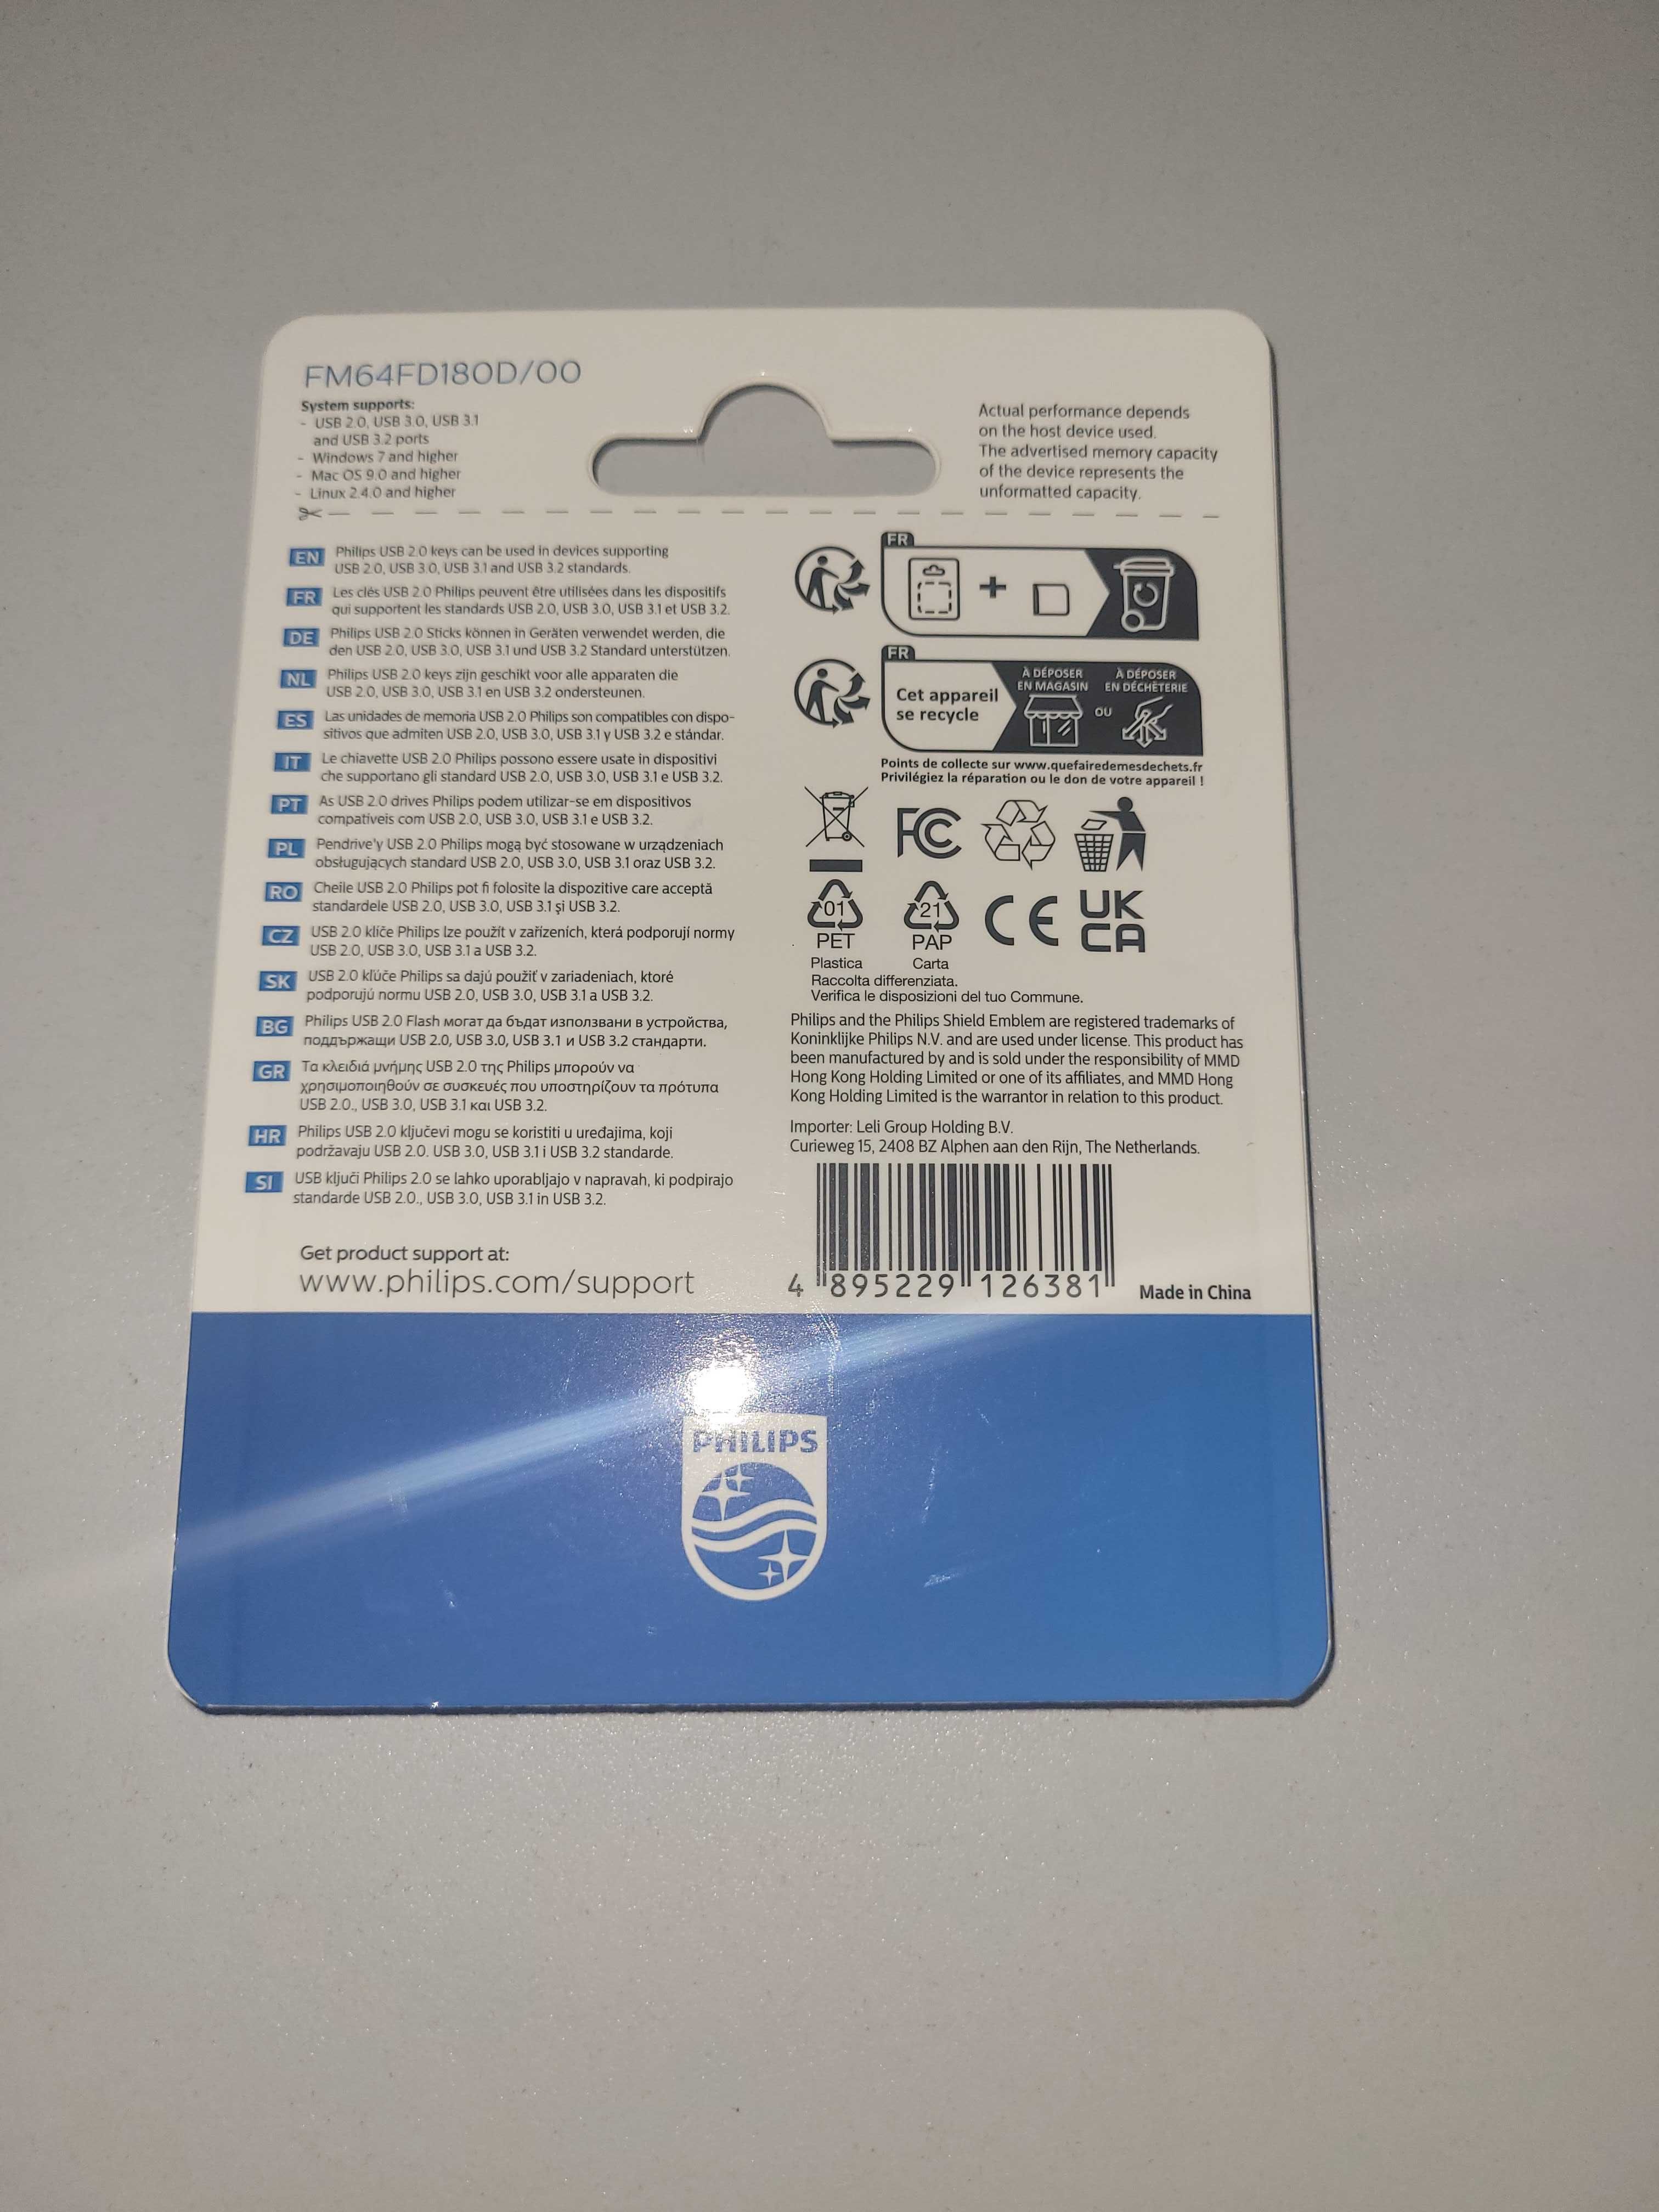 FM64FD180D/00
System supports:
- USB 2.0, USB 3.0, USB 3.1
and USB 3.2 ports
- Windows 7 and higher
- Mac OS 9.0 and higher
- Linux 2.4.0 and higher
Actual performance depends
on the host device used.
The advertised memory capacity
of the device represents the
unformatted capacity.
EN Philips USB 2.0 keys can be used in devices supporting
USB 2.0, USB 3.0, USB 3.1 and USB 3.2 standards.
FR Les clés USB 2.0 Philips peuvent être utilisées dans les dispositifs
qui supportent les standards USB 2.0, USB 3.0, USB 3.1 et USB 3.2.
DE Philips USB 2.0 Sticks können in Geräten verwendet werden, die
den USB 2.0, USB 3.0, USB 3.1 und USB 3.2 Standard unterstützen.
NL Philips USB 2.0 keys zijn geschikt voor alle apparaten die
USB 2.0, USB 3.0, USB 3.1 en USB 3.2 ondersteunen.
ES Las unidades de memoria USB 2.0 Philips son compatibles con dispo-
sitivos que admiten USB 2.0, USB 3.0, USB 3.1 y USB 3.2 e stándar.
IT Le chiavette USB 2.0 Philips possono essere usate in dispositivi
che supportano gli standard USB 2.0, USB 3.0, USB 3.1 e USB 3.2.
PT As USB 2.0 drives Philips podem utilizar-se em dispositivos
compatíveis com USB 2.0, USB 3.0, USB 3.1 e USB 3.2.
PL Pendrive'y USB 2.0 Philips mogą być stosowane w urządzeniach
obsługujących standard USB 2.0, USB 3.0, USB 3.1 oraz USB 3.2.
RO Cheile USB 2.0 Philips pot fi folosite la dispozitive care acceptă
standardele USB 2.0, USB 3.0, USB 3.1 și USB 3.2.
CZ USB 2.0 klíče Philips lze použít v zařízeních, která podporují normy
USB 2.0, USB 3.0, USB 3.1 a USB 3.2.
SK USB 2.0 kľúče Philips sa dajú použiť v zariadeniach, ktoré
podporujú normu USB 2.0, USB 3.0, USB 3.1 a USB 3.2.
BG Philips USB 2.0 Flash могат да бъдат използвани в устройства,
поддържащи USB 2.0, USB 3.0, USB 3.1 и USB 3.2 стандарти.
GR Τα κλειδιά μνήμης USB 2.0 της Philips μπορούν να
χρησιμοποιηθούν σε συσκευές που υποστηρίζουν τα πρότυπα
USB 2.0., USB 3.0, USB 3.1 και USB 3.2.
HR Philips USB 2.0 ključevi mogu se koristiti u uređajima, koji
podržavaju USB 2.0. USB 3.0, USB 3.1 i USB 3.2 standarde.
SI USB ključi Philips 2.0 se lahko uporabljajo v napravah, ki podpirajo
standarde USB 2.0., USB 3.0, USB 3.1 in USB 3.2.
Get product support at:
www.philips.com/support
FR
+
FR
Cet appareil
se recycle
À DÉPOSER
EN MAGASIN
OU
À DÉPOSER
EN DÉCHÈTERIE
Points de collecte sur www.quefairedemesdechets.fr
Privilégiez la réparation ou le don de votre appareil !
FC
01
PET
21
PAP
CE
UK
CA
Plastica Carta
Raccolta differenziata.
Verifica le disposizioni del tuo Comune.
Philips and the Philips Shield Emblem are registered trademarks of
Koninklijke Philips N.V. and are used under license. This product has
been manufactured by and is sold under the responsibility of MMD
Hong Kong Holding Limited or one of its affiliates, and MMD Hong
Kong Holding Limited is the warrantor in relation to this product.
Importer: Leli Group Holding B.V.
Curieweg 15, 2408 BZ Alphen aan den Rijn, The Netherlands.
4 895229 126381
Made in China
PHILIPS